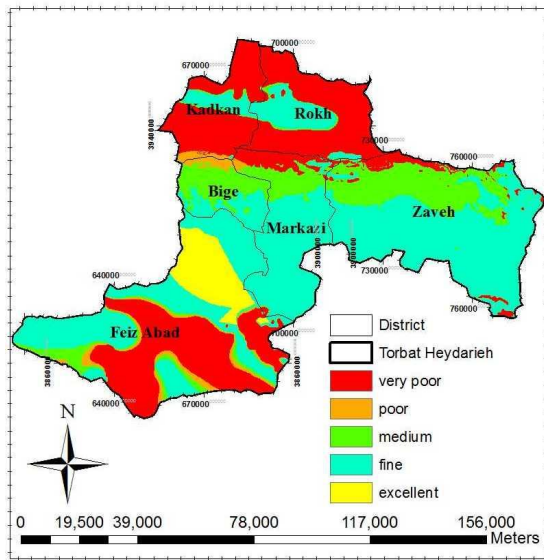 700000
670000
Kadkan
Rokh
3940000
730000
760000
Bige
Zaveh
Markazi
3900000
3900000
730000
640000
760000
Feiz Abad
700000
3860000
3860000
640000
670000
N
District
Torbat Heydarieh
very poor
poor
medium
fine
excellent
0 19,500 39,000 78,000 117,000 156,000
Meters